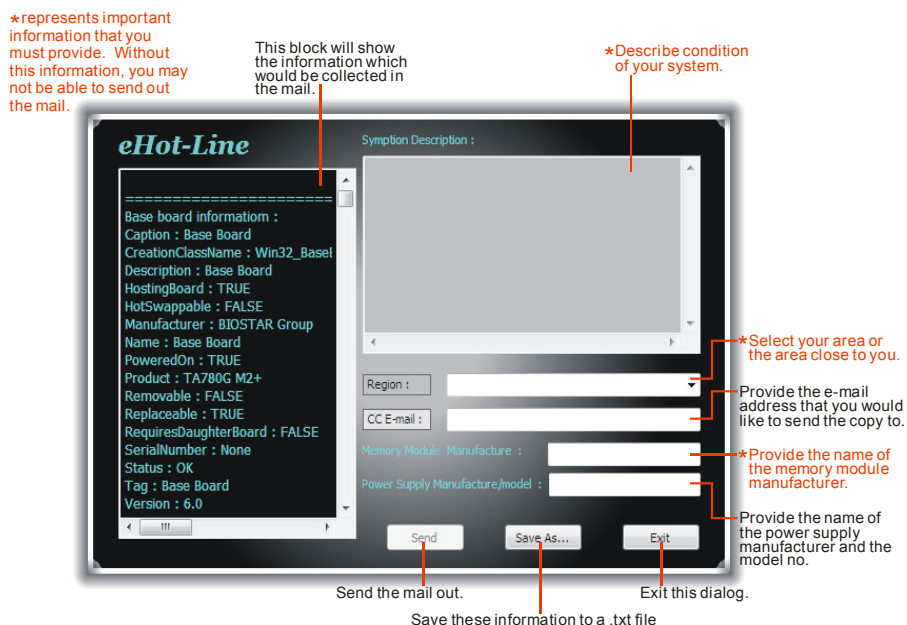 *represents important
information that you
must provide. Without
this information, you may
not be able to send out
the mail.
This block will show
the information which
would be collected in
the mail.
*Describe condition
of your system.
eHot-Line
==========================
Base board informatiom :
Caption : Base Board
CreationClassName : Win32_BaseI
Description : Base Board
HostingBoard : TRUE
HotSwappable : FALSE
Manufacturer : BIOSTAR Group
Name : Base Board
PoweredOn : TRUE
Product : TA780G M2+
Removable : FALSE
Replaceable : TRUE
RequiresDaughterBoard : FALSE
SerialNumber : None
Status : OK
Tag : Base Board
Version : 6.0
Symption Description :
Region :
CC E-mail :
Memory Module Manufacture :
Power Supply Manufacture/model :
Send
Save As...
Exit
*Select your area or
the area close to you.
Provide the e-mail
address that you would
like to send the copy to.
*Provide the name of
the memory module
manufacturer.
Provide the name of
the power supply
manufacturer and the
model no.
Send the mail out.
Exit this dialog.
Save these information to a .txt file